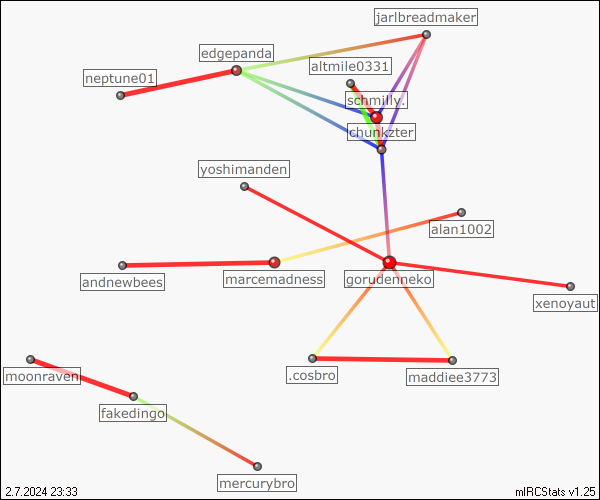 jarlbreadmaker
edgepanda
altmile0331
neptune01
schmilly.
chunkzter
yoshimanden
alan1002
andnewbees
marcemadness
gorudenneko
xenoyaut
moonraven
.cosbro
maddiee3773
fakedingo
mercurybro
2.7.2024 23:33
mIRCStats v1.25